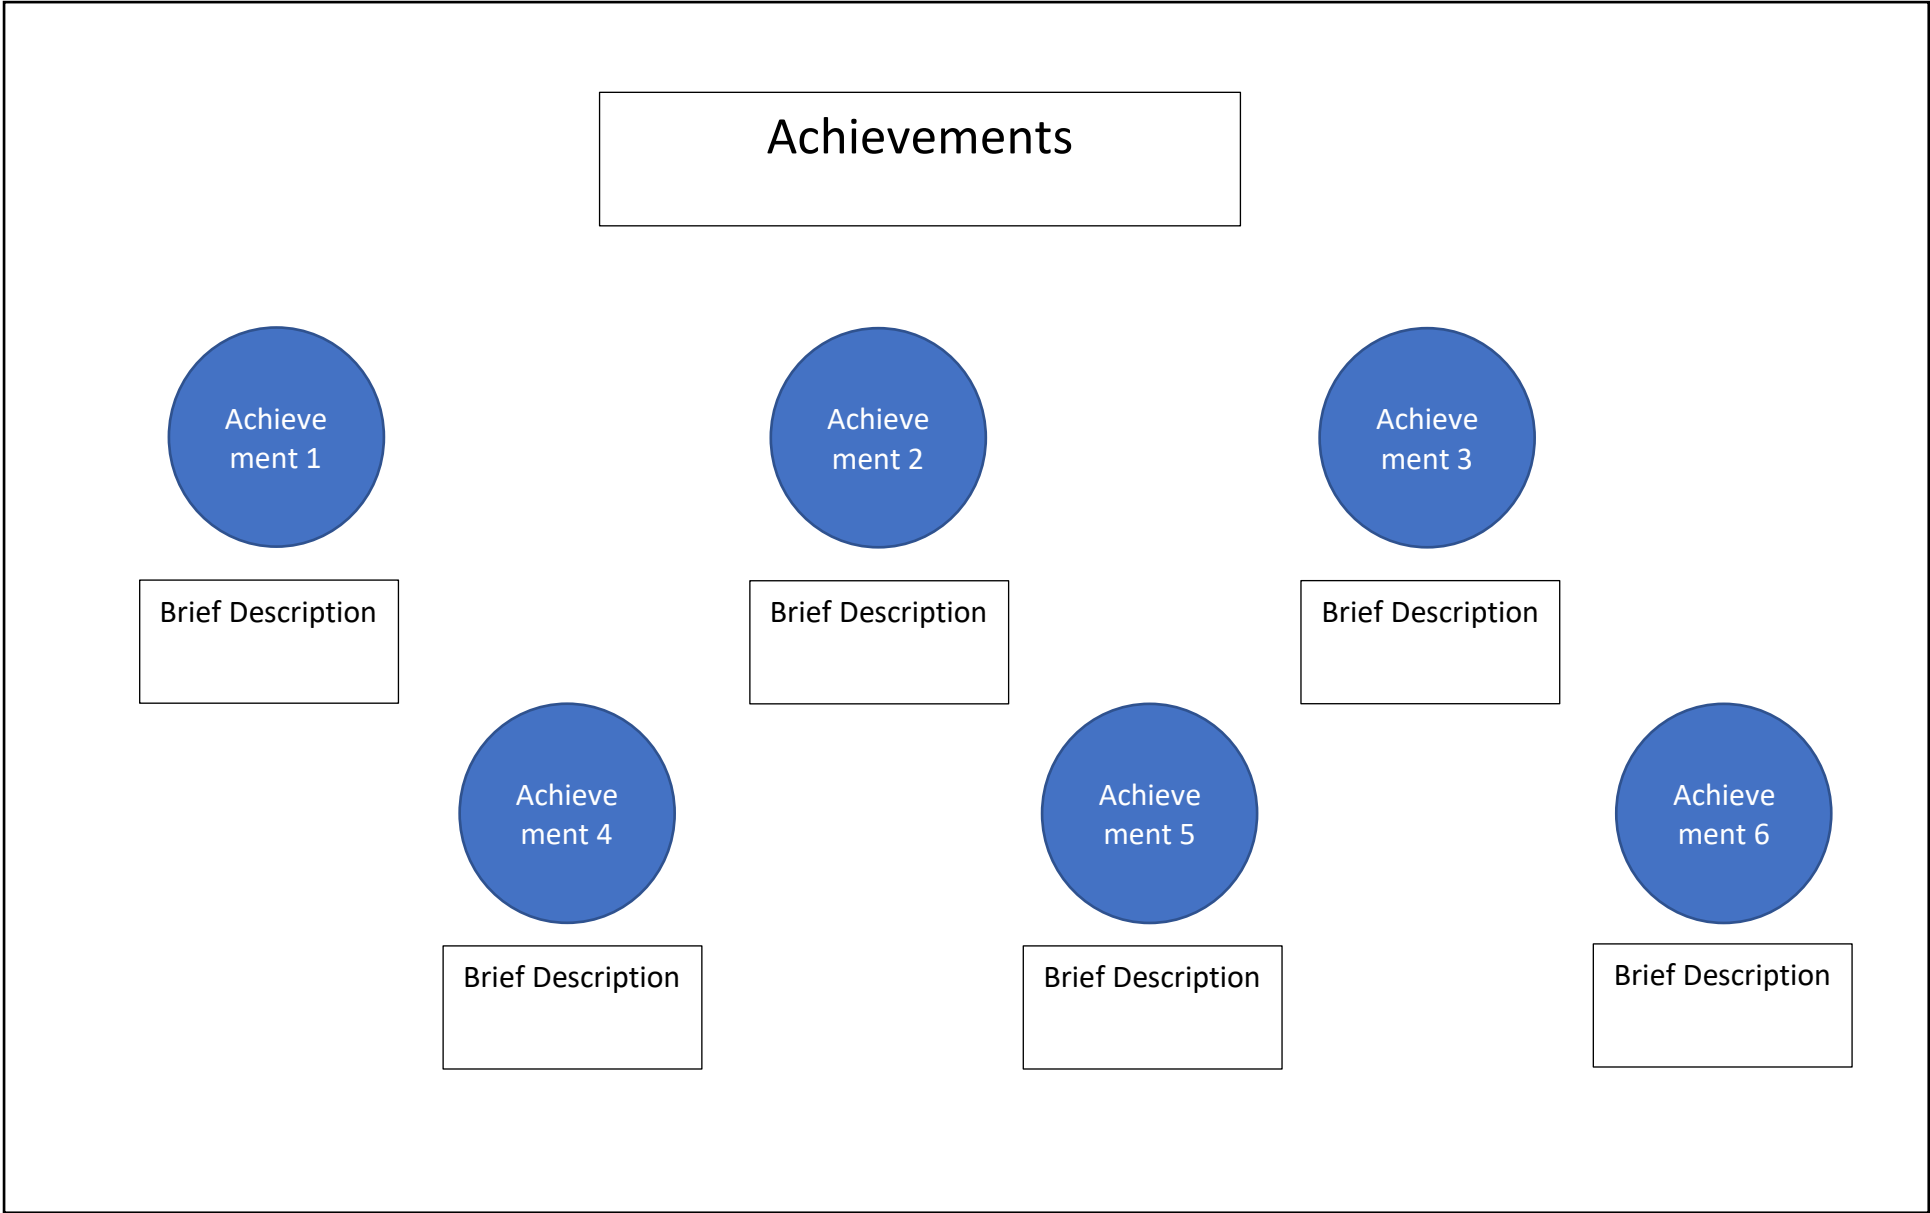 Achievements
Achieve
ment 1
Achieve
ment 2
Achieve
ment 3
Brief Description
Brief Description
Brief Description
Achieve
ment 4
Achieve
ment 5
Achieve
ment 6
Brief Description
Brief Description
Brief Description